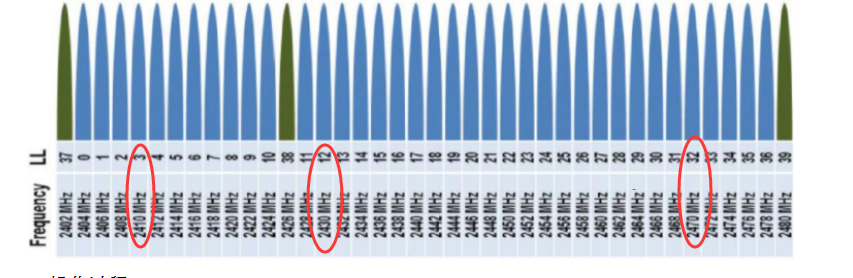 LL 37 0 1 2 3 4 5 6 7 8 9 10 38 11 12 13 14 15 16 17 18 19 20 21 22 23 24 25 26 27 28 29 30 31 32 33 34 35 36 39
Frequency 2402 MHz 2404 MHz 2406 MHz 2408 MHz 2410 MHz 2412 MHz 2414 MHz 2416 MHz 2418 MHz 2420 MHz 2422 MHz 2424 MHz 2426 MHz 2428 MHz 2430 MHz 2432 MHz 2434 MHz 2436 MHz 2438 MHz 2440 MHz 2442 MHz 2444 MHz 2446 MHz 2448 MHz 2450 MHz 2452 MHz 2454 MHz 2456 MHz 2458 MHz 2460 MHz 2462 MHz 2464 MHz 2466 MHz 2468 MHz 2470 MHz 2472 MHz 2474 MHz 2476 MHz 2478 MHz 2480 MHz